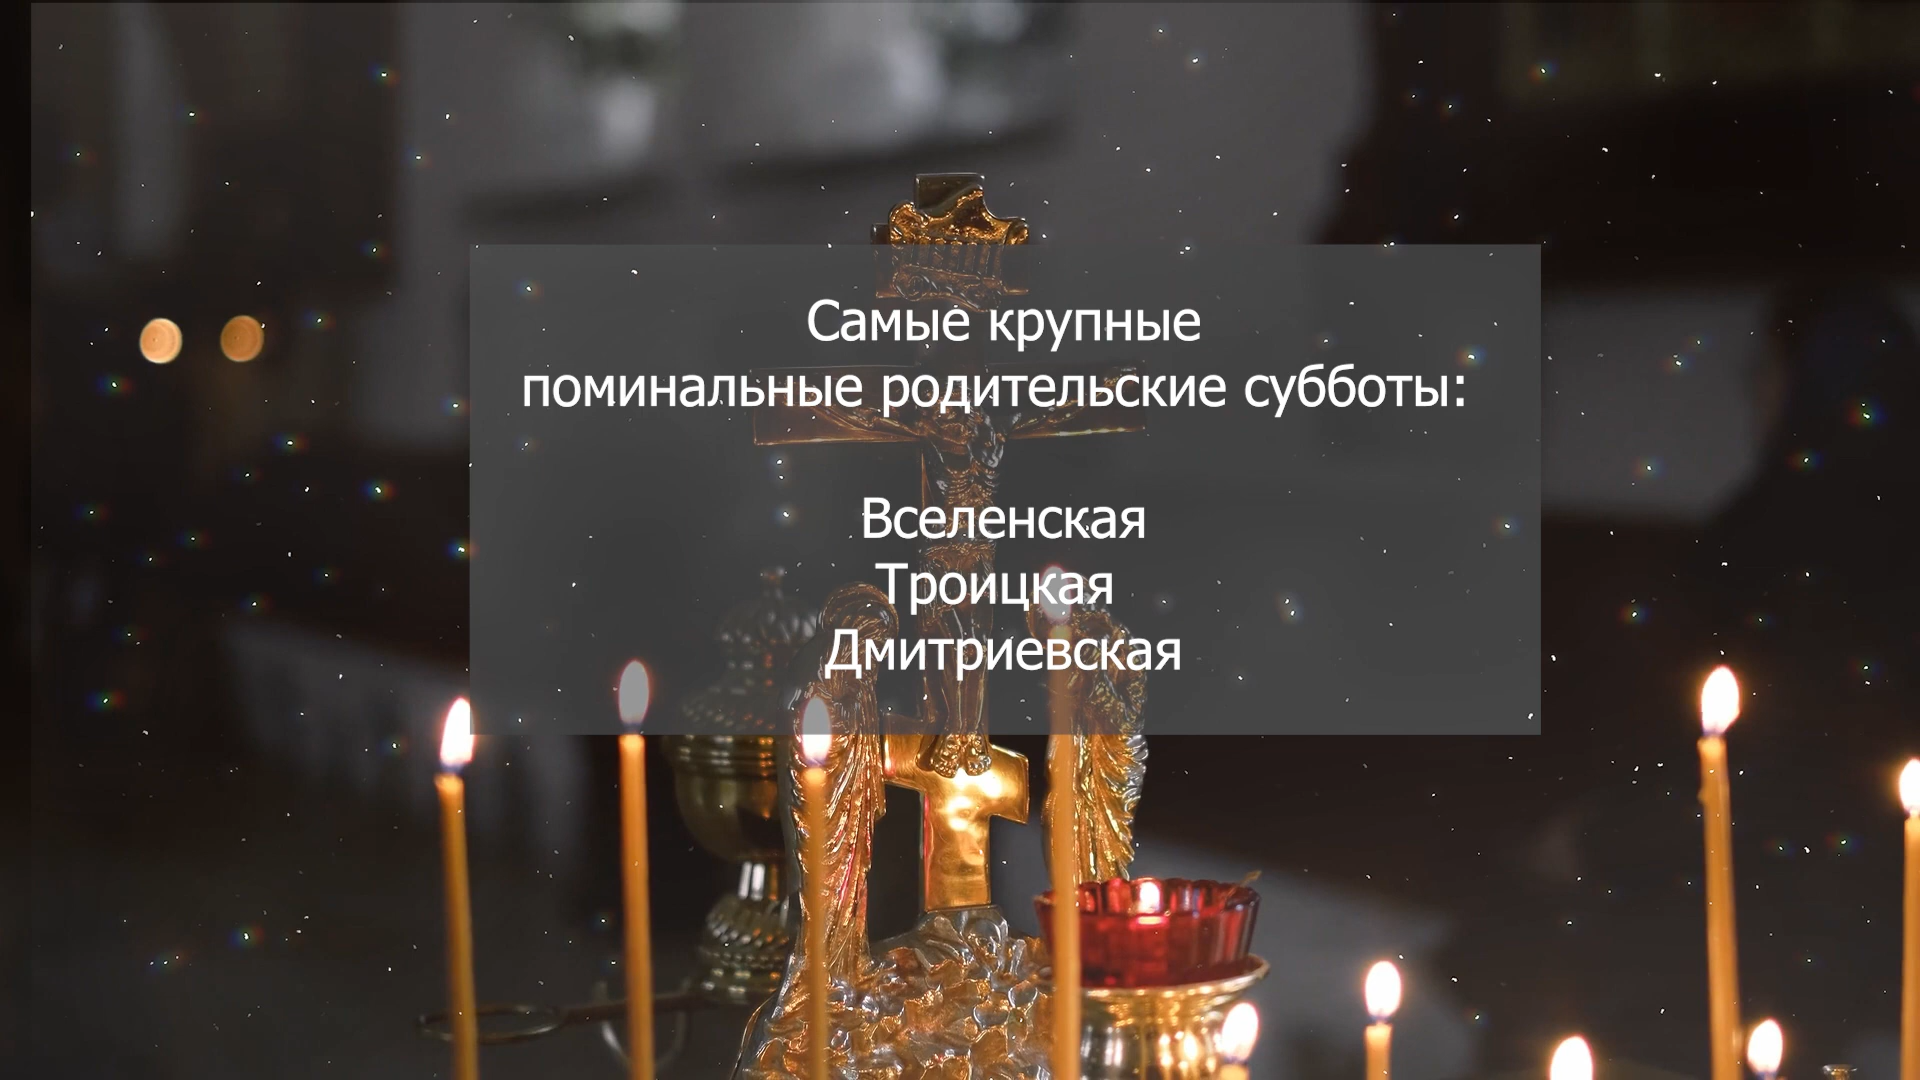 Самые крупные
поминальные родительские субботы:
Вселенская
Троицкая
Дмитриевская